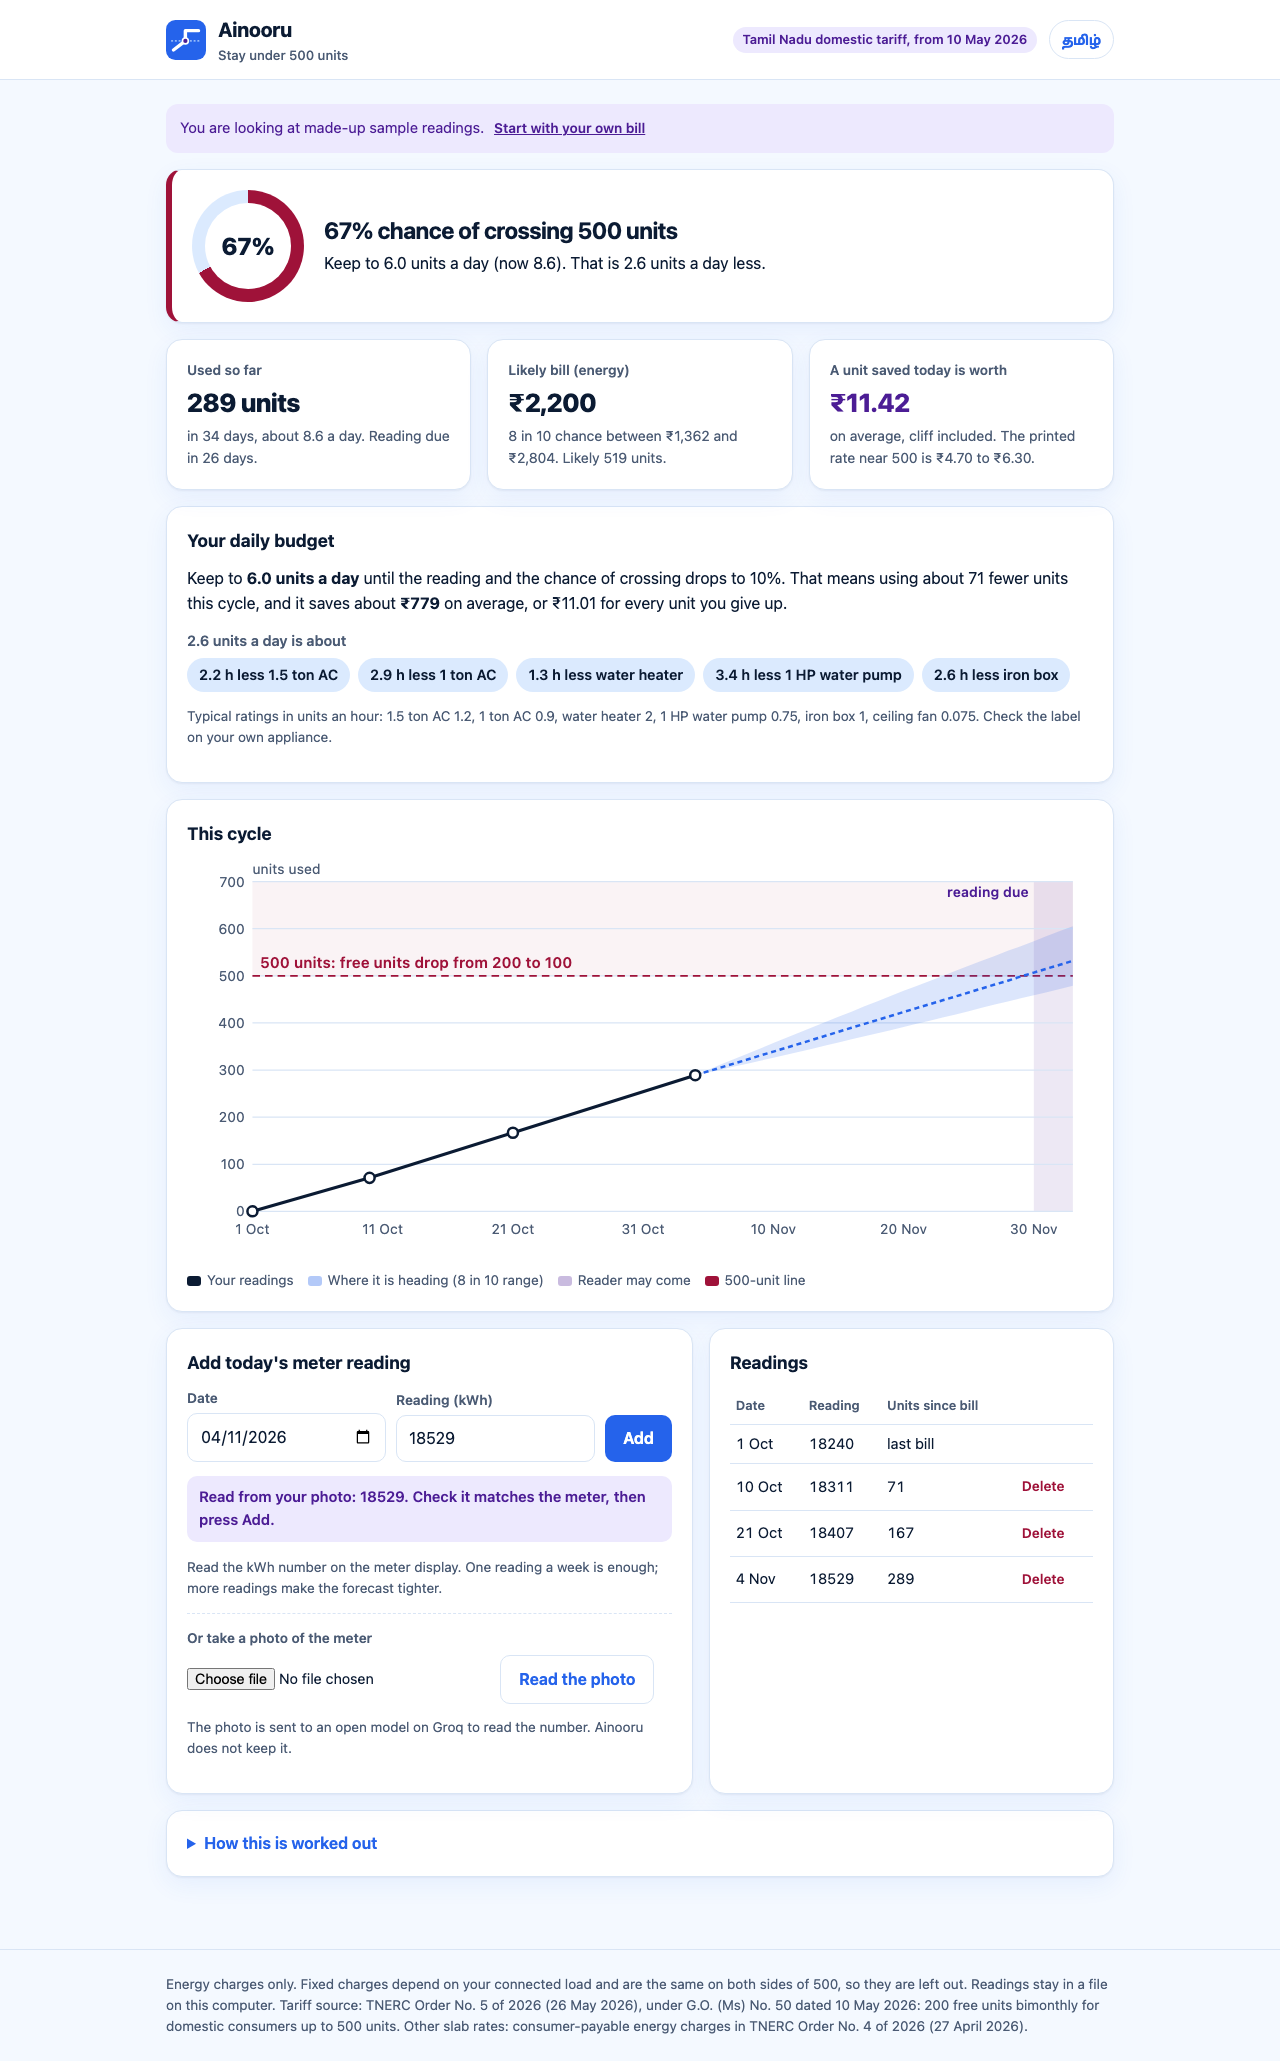 Ainooru
Stay under 500 units
Tamil Nadu domestic tariff, from 10 May 2026
தமிழ்
You are looking at made-up sample readings. Start with your own bill
67%
67% chance of crossing 500 units
Keep to 6.0 units a day (now 8.6). That is 2.6 units a day less.
Used so far
289 units
in 34 days, about 8.6 a day. Reading due
in 26 days.
Likely bill (energy)
₹2,200
8 in 10 chance between ₹1,362 and
₹2,804. Likely 519 units.
A unit saved today is worth
₹11.42
on average, cliff included. The printed
rate near 500 is ₹4.70 to ₹6.30.
Your daily budget
Keep to 6.0 units a day until the reading and the chance of crossing drops to 10%. That means using about 71 fewer units
this cycle, and it saves about ₹779 on average, or ₹11.01 for every unit you give up.
2.6 units a day is about
2.2 h less 1.5 ton AC
2.9 h less 1 ton AC
1.3 h less water heater
3.4 h less 1 HP water pump
2.6 h less iron box
Typical ratings in units an hour: 1.5 ton AC 1.2, 1 ton AC 0.9, water heater 2, 1 HP water pump 0.75, iron box 1, ceiling fan 0.075. Check the label
on your own appliance.
This cycle
units used
700
reading due
600
500 units: free units drop from 200 to 100
500
400
300
200
100
0
1 Oct
11 Oct
21 Oct
31 Oct
10 Nov
20 Nov
30 Nov
Your readings
Where it is heading (8 in 10 range)
Reader may come
500-unit line
Add today's meter reading
Date
Reading (kWh)
04/11/2026
18529
Add
Read from your photo: 18529. Check it matches the meter, then
press Add.
Read the kWh number on the meter display. One reading a week is enough;
more readings make the forecast tighter.
Or take a photo of the meter
Choose file No file chosen
Read the photo
The photo is sent to an open model on Groq to read the number. Ainooru
does not keep it.
Readings
Date Reading Units since bill
1 Oct 18240 last bill
10 Oct 18311 71 Delete
21 Oct 18407 167 Delete
4 Nov 18529 289 Delete
How this is worked out
Energy charges only. Fixed charges depend on your connected load and are the same on both sides of 500, so they are left out. Readings stay in a file
on this computer. Tariff source: TNERC Order No. 5 of 2026 (26 May 2026), under G.O. (Ms) No. 50 dated 10 May 2026: 200 free units bimonthly for
domestic consumers up to 500 units. Other slab rates: consumer-payable energy charges in TNERC Order No. 4 of 2026 (27 April 2026).